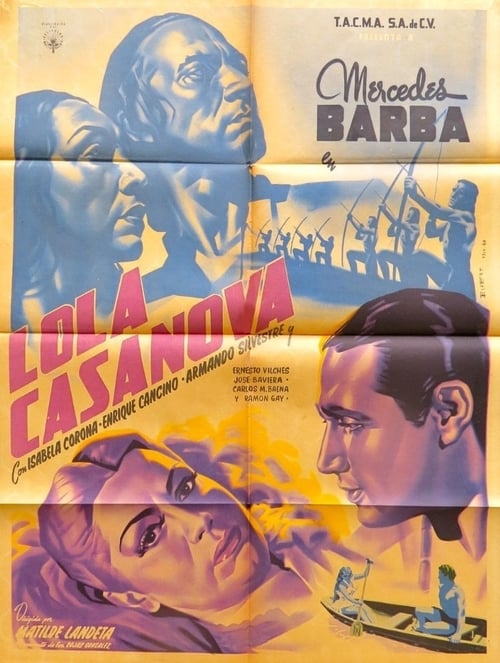 T.A.C.M.A. S.A. de C.V.
PRESENTA A
Mercedes
BARBA
en
LOLA
CASANOVA
Con ISABELA CORONA · ENRIQUE CANCINO · ARMANDO SILVESTRE y
ERNESTO VILCHES
JOSE BAVIERA
CARLOS M. BAENA
Y RAMON GAY
Dirigida por
MATILDE LANDETA